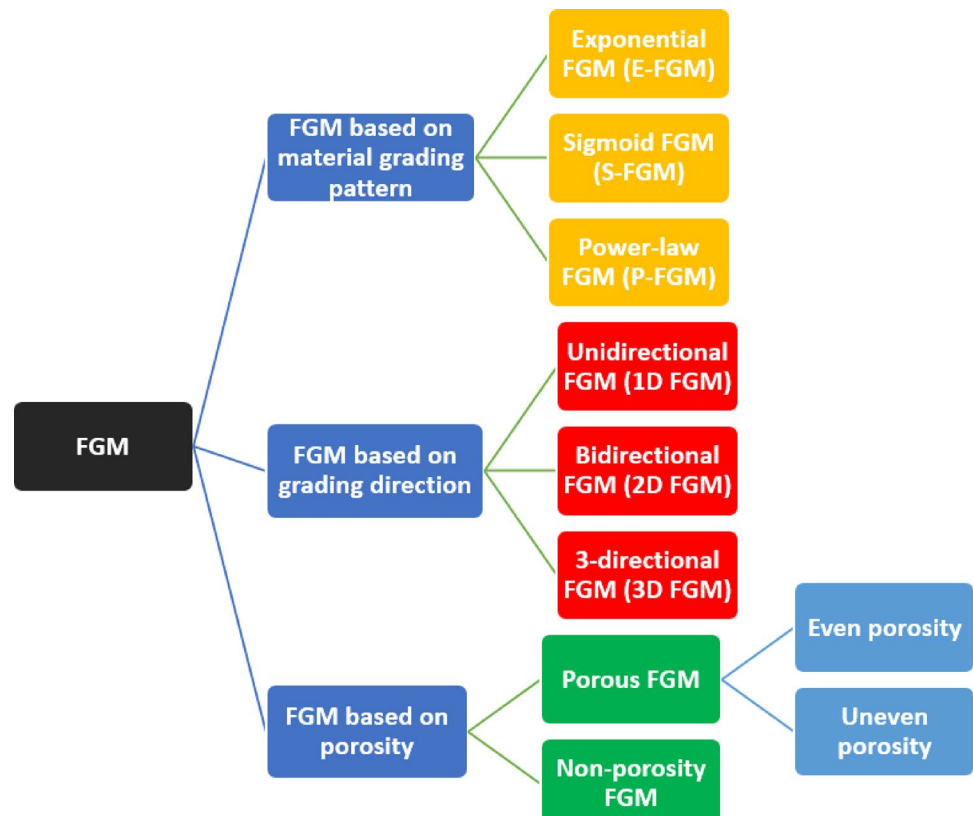 FGM
FGM based on
material grading
pattern
Exponential
FGM (E-FGM)
Sigmoid FGM
(S-FGM)
Power-law
FGM (P-FGM)
FGM based on
grading direction
Unidirectional
FGM (1D FGM)
Bidirectional
FGM (2D FGM)
3-directional
FGM (3D FGM)
FGM based on
porosity
Porous FGM
Even porosity
Uneven
porosity
Non-porosity
FGM